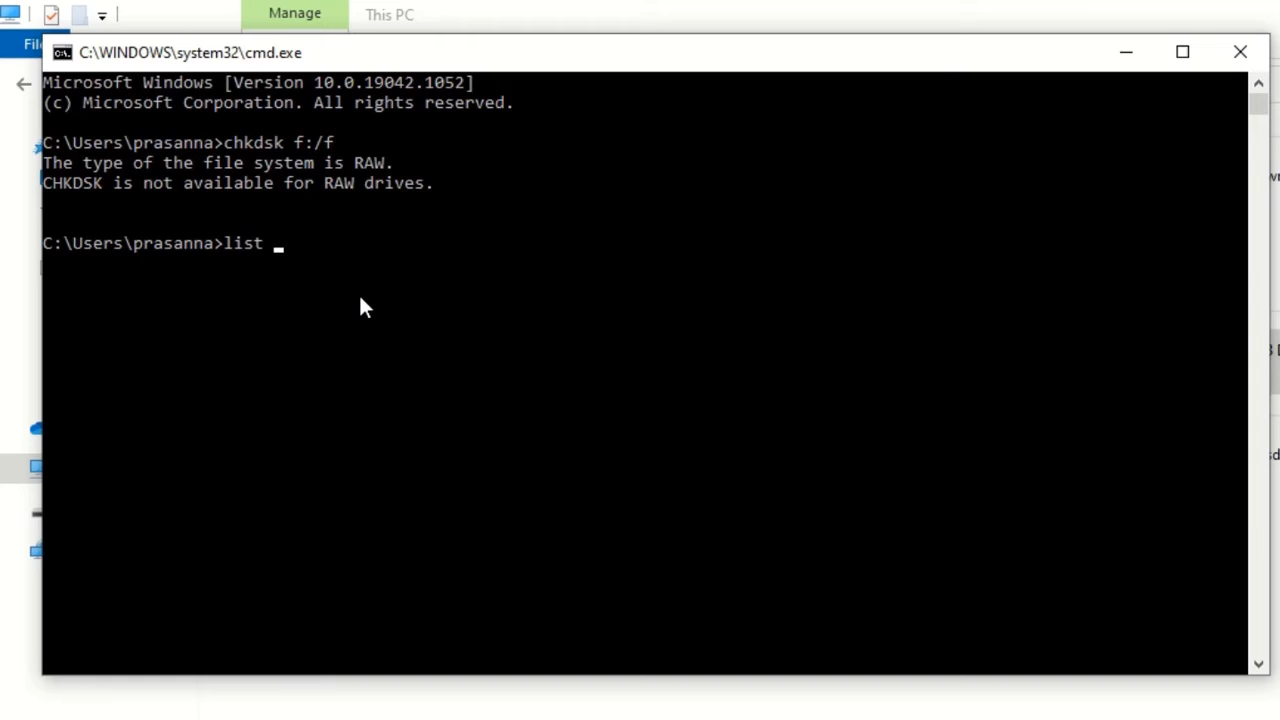 Manage
This PC
Fil
C:\WINDOWS\system32\cmd.exe
Microsoft Windows [Version 10.0.19042.1052]
(c) Microsoft Corporation. All rights reserved.
C:\Users\prasanna>chkdsk f:/f
The type of the file system is RAW.
CHKDSK is not available for RAW drives.
C:\Users\prasanna>list